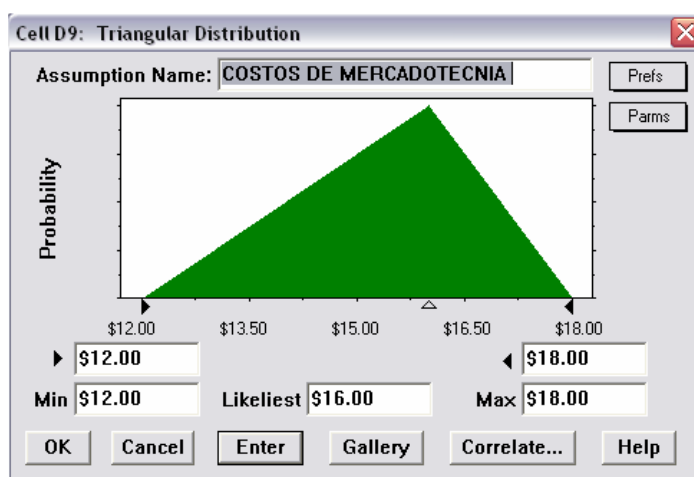 Cell D9: Triangular Distribution
Assumption Name: COSTOS DE MERCADOTECNIA
Prefs
Parms
Probability
$12.00 $13.50 $15.00 $16.50 $18.00
$12.00 $18.00
Min $12.00 Likeliest $16.00 Max $18.00
OK Cancel Enter Gallery Correlate... Help